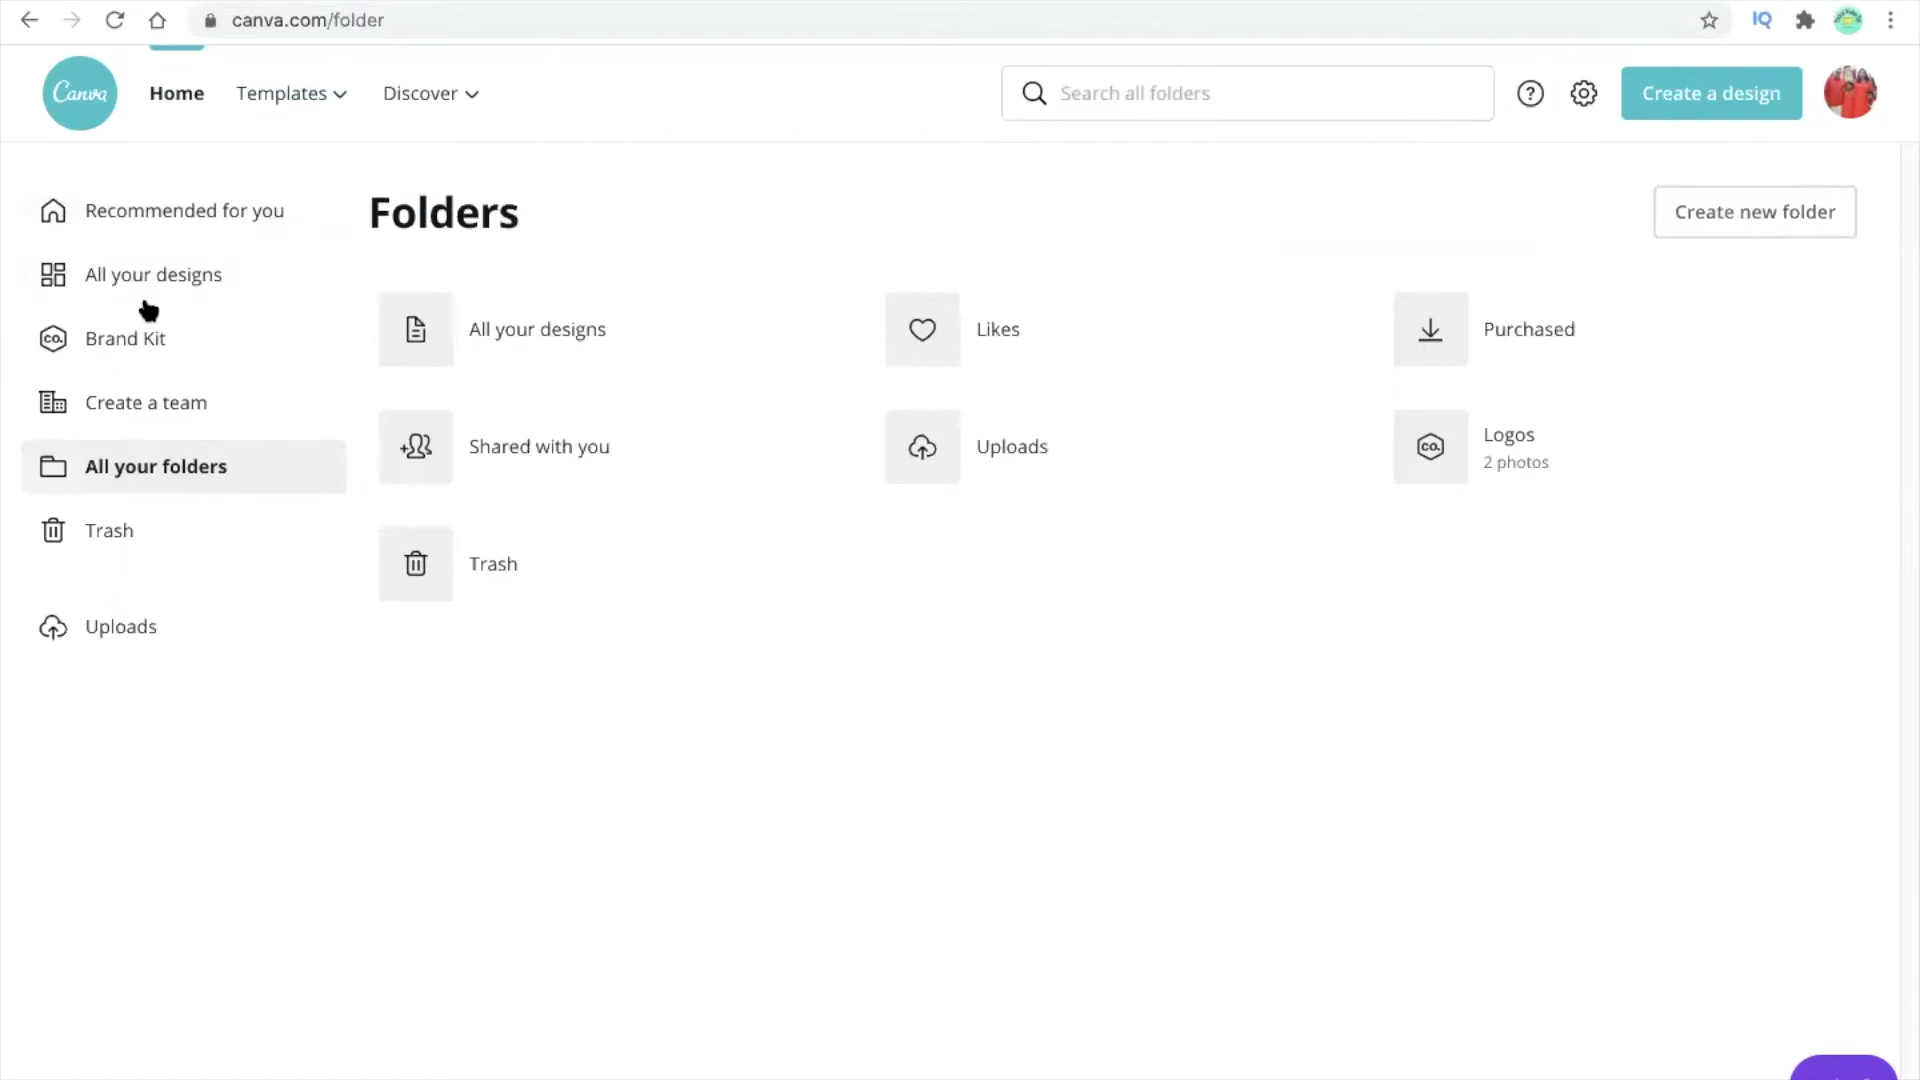 canva.com/folder
IQ
Canva
Home
Templates
Discover
Search all folders
Create a design
Recommended for you
All your designs
Brand Kit
Create a team
All your folders
Trash
Uploads
Folders
Create new folder
All your designs
Likes
Purchased
Shared with you
Uploads
CO.
Logos
2 photos
Trash